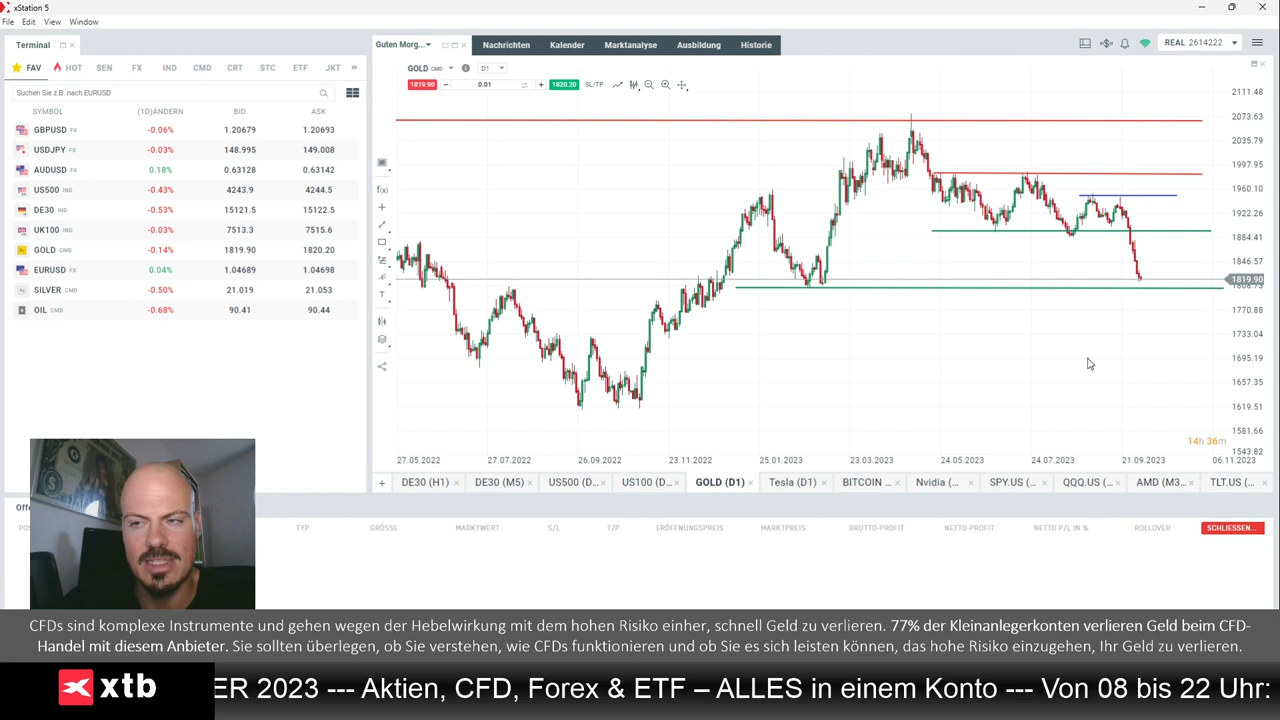 xStation 5
File Edit View Window
Terminal
Guten Morg...
Nachrichten Kalender Marktanalyse Ausbildung Historie
REAL 2614222
FAV HOT SEN FX IND CMD CRT STC ETF JKT
Suchen Sie z.B. nach EURUSD
SYMBOL (1D)ÄNDERN BID ASK
GBPUSD FX -0.06% 1.20679 1.20693
USDJPY FX -0.03% 148.995 149.008
AUDUSD FX 0.18% 0.63128 0.63142
US500 IND -0.43% 4243.9 4244.5
DE30 IND -0.53% 15121.5 15122.5
UK100 IND -0.03% 7513.3 7515.6
GOLD CMD -0.14% 1819.90 1820.20
EURUSD FX 0.04% 1.04689 1.04698
SILVER CMD -0.50% 21.019 21.053
OIL CMD -0.68% 90.41 90.44
GOLD CMD D1
1819.90 0.01 1820.20 SL/TP
2111.48
2073.63
2035.79
1997.95
1960.10
1922.26
1884.41
1846.57
1819.90
1770.88
1733.04
1695.19
1657.35
1619.51
1581.66
1543.82
14h 36m
27.05.2022 27.07.2022 26.09.2022 23.11.2022 25.01.2023 23.03.2023 24.05.2023 24.07.2023 21.09.2023 06.11.2023
DE30 (H1) DE30 (M5) US500 (D... US100 (D... GOLD (D1) Tesla (D1) BITCOIN ... Nvidia (... SPY.US (... QQQ.US (... AMD (M3... TLT.US (...
TYP GRÖSSE MARKTWERT S/L T/P ERÖFFNUNGSPREIS MARKTPREIS BRUTTO-PROFIT NETTO-PROFIT NETTO P/L IN % ROLLOVER SCHLIESSEN...
CFDs sind komplexe Instrumente und gehen wegen der Hebelwirkung mit dem hohen Risiko einher, schnell Geld zu verlieren. 77% der Kleinanlegerkonten verlieren Geld beim CFD-
Handel mit diesem Anbieter. Sie sollten überlegen, ob Sie verstehen, wie CFDs funktionieren und ob Sie es sich leisten können, das hohe Risiko einzugehen, Ihr Geld zu verlieren.
xtb
ER 2023 --- Aktien, CFD, Forex & ETF – ALLES in einem Konto --- Von 08 bis 22 Uhr: